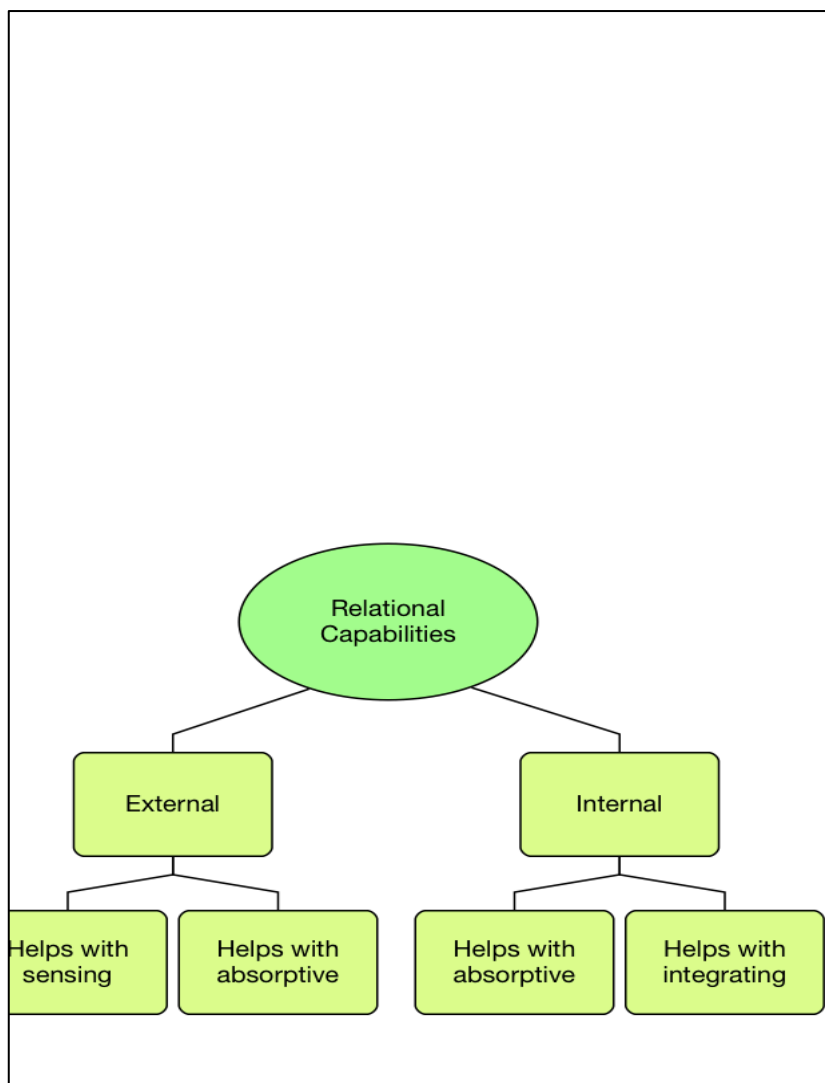 Relational
Capabilities
External
Internal
Helps with
sensing
Helps with
absorptive
Helps with
absorptive
Helps with
integrating